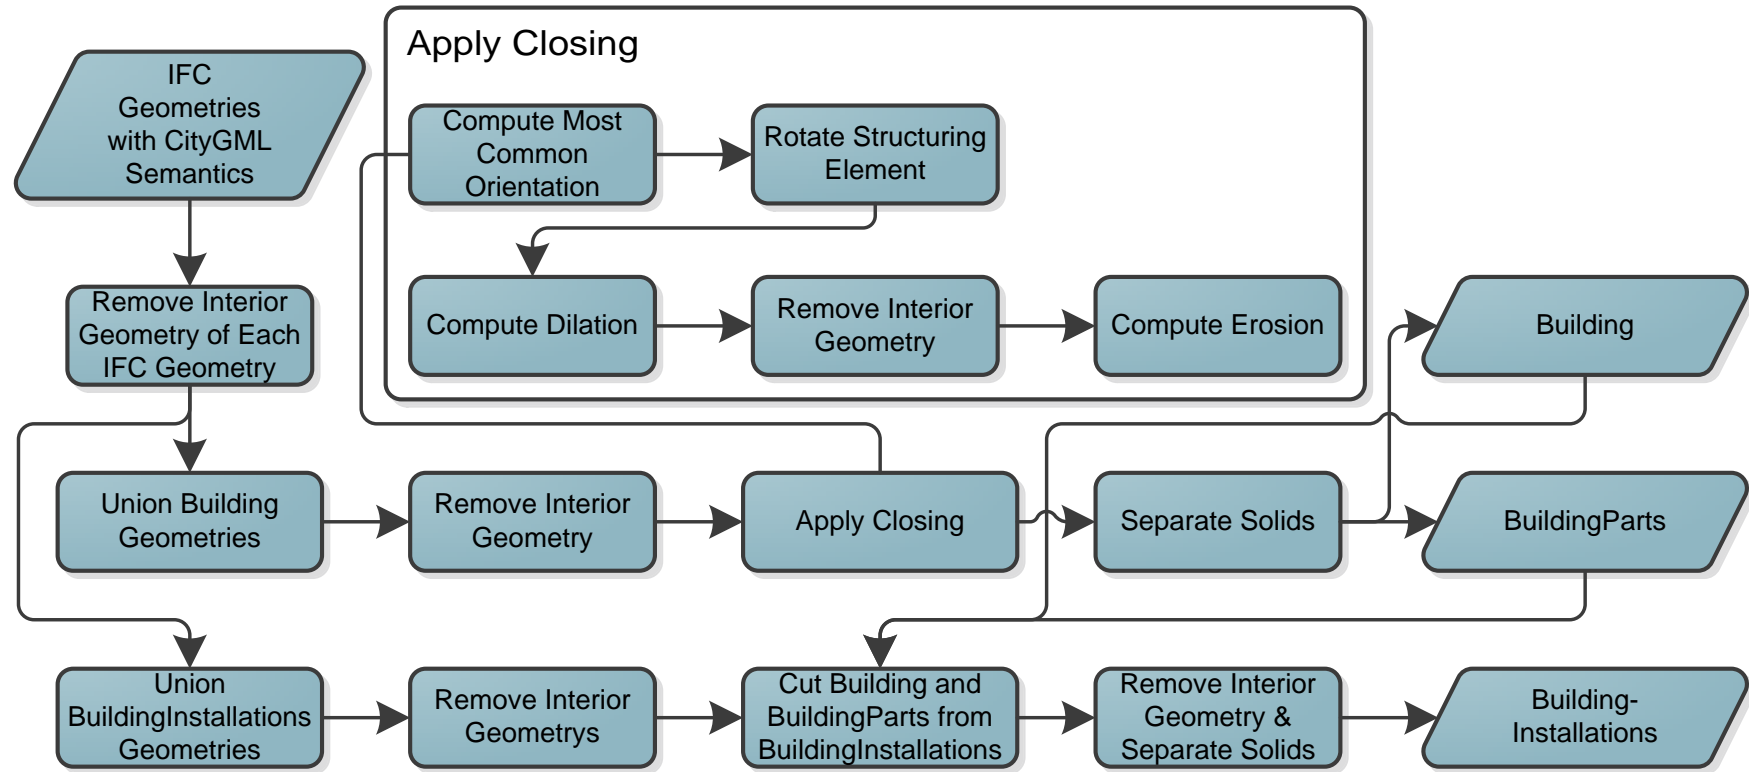 Apply Closing
IFC
Geometries
with CityGML
Semantics
Compute Most
Common
Orientation
Rotate Structuring
Element
Remove Interior
Geometry of Each
IFC Geometry
Compute Dilation
Remove Interior
Geometry
Compute Erosion
Building
Union Building
Geometries
Remove Interior
Geometry
Apply Closing
Separate Solids
BuildingParts
Union
BuildingInstallations
Geometries
Remove Interior
Geometrys
Cut Building and
BuildingParts from
BuildingInstallations
Remove Interior
Geometry &
Separate Solids
Building-
Installations